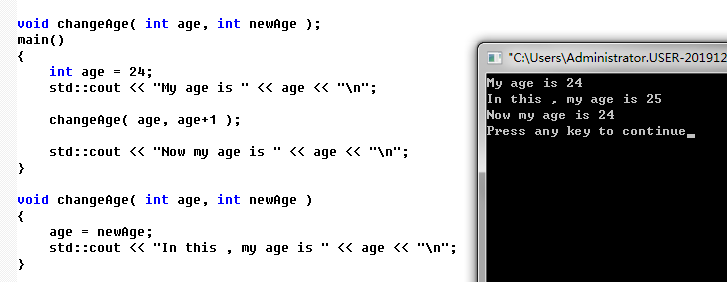 void changeAge( int age, int newAge );
main()
{
    int age = 24;
    std::cout << "My age is " << age << "\n";
    changeAge( age, age+1 );
    std::cout << "Now my age is " << age << "\n";
}
void changeAge( int age, int newAge )
{
    age = newAge;
    std::cout << "In this , my age is " << age << "\n";
}
"C:\Users\Administrator.USER-201912
My age is 24
In this , my age is 25
Now my age is 24
Press any key to continue_